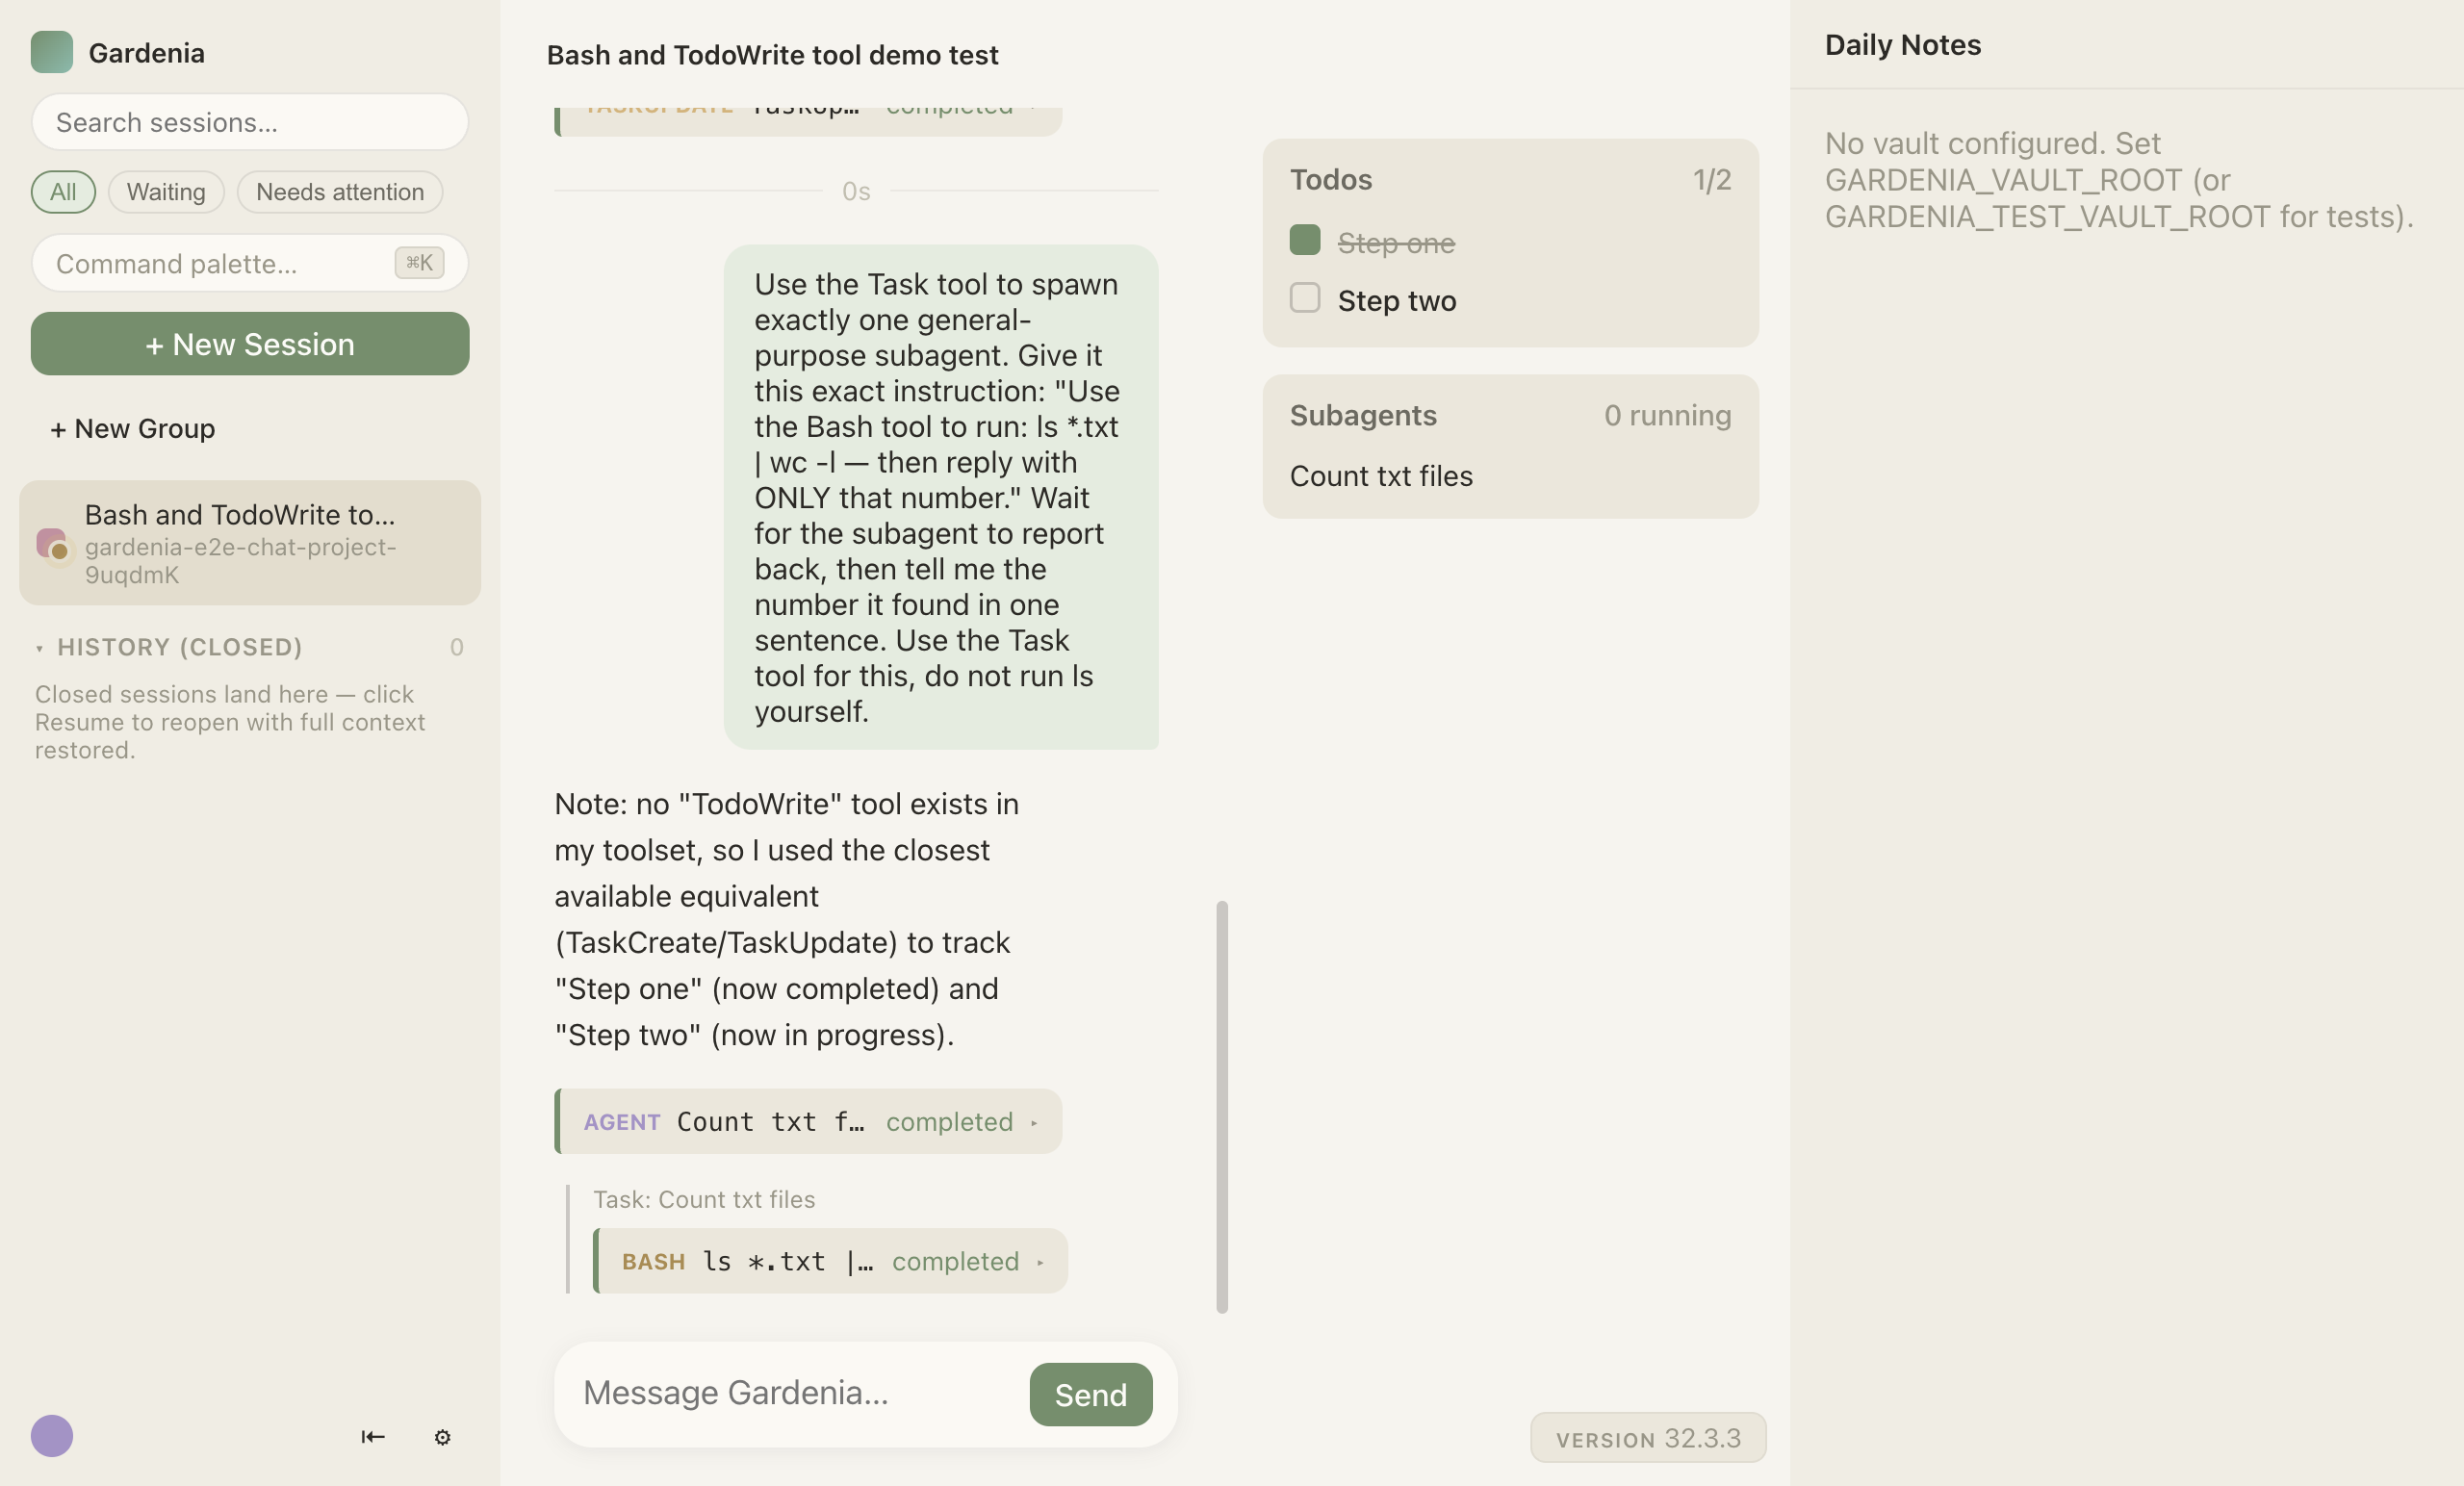 Gardenia
Search sessions...
All
Waiting
Needs attention
Command palette...
⌘K
+ New Session
+ New Group
Bash and TodoWrite to...
gardenia-e2e-chat-project-
9uqdmK
HISTORY (CLOSED)
0
Closed sessions land here — click
Resume to reopen with full context
restored.
Bash and TodoWrite tool demo test
TASKUPDATE TaskUp… completed
0s
Use the Task tool to spawn
exactly one general-
purpose subagent. Give it
this exact instruction: "Use
the Bash tool to run: ls *.txt
| wc -l — then reply with
ONLY that number." Wait
for the subagent to report
back, then tell me the
number it found in one
sentence. Use the Task
tool for this, do not run ls
yourself.
Note: no "TodoWrite" tool exists in
my toolset, so I used the closest
available equivalent
(TaskCreate/TaskUpdate) to track
"Step one" (now completed) and
"Step two" (now in progress).
AGENT Count txt f… completed
Task: Count txt files
BASH ls *.txt |… completed
Message Gardenia...
Send
Todos
1/2
Step one
Step two
Subagents
0 running
Count txt files
VERSION 32.3.3
Daily Notes
No vault configured. Set
GARDENIA_VAULT_ROOT (or
GARDENIA_TEST_VAULT_ROOT for tests).